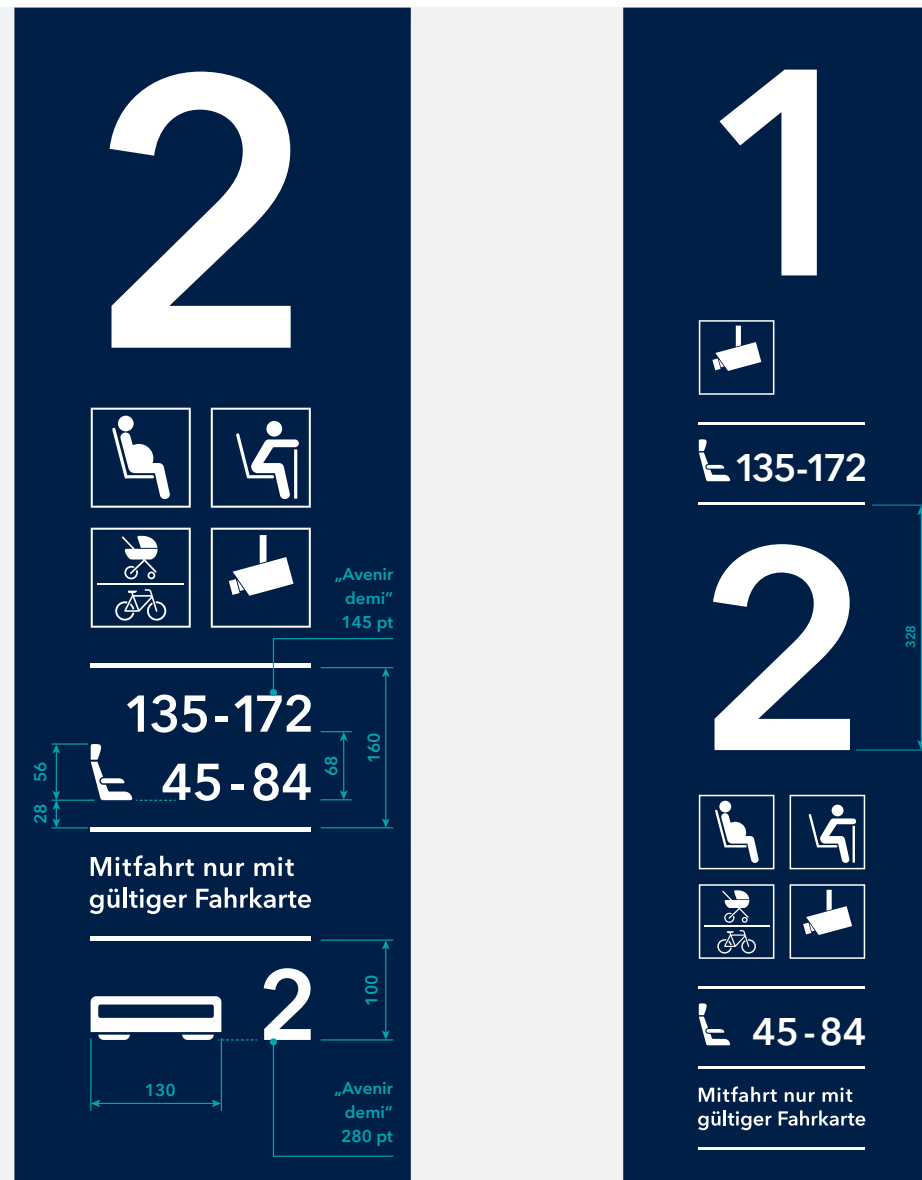 2
„Avenir
demi“
145 pt
135-172
45-84
56
28
68
160
Mitfahrt nur mit
gültiger Fahrkarte
2
100
130
„Avenir
demi“
280 pt
1
135-172
2
328
45-84
Mitfahrt nur mit
gültiger Fahrkarte